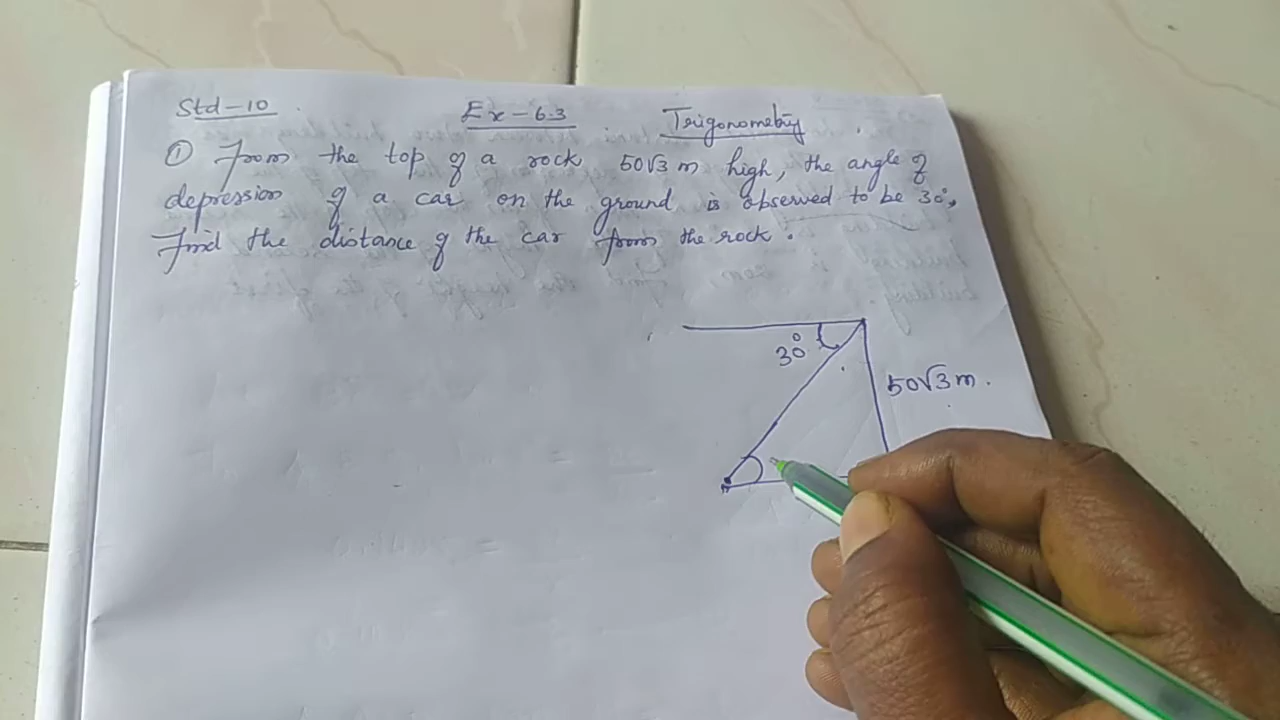 Std-10
Ex-6.3
Trigonometry
① From the top of a rock 50√3 m high, the angle of
depression of a car on the ground is observed to be 30°,
Find the distance of the car from the rock.
30°
50√3 m.